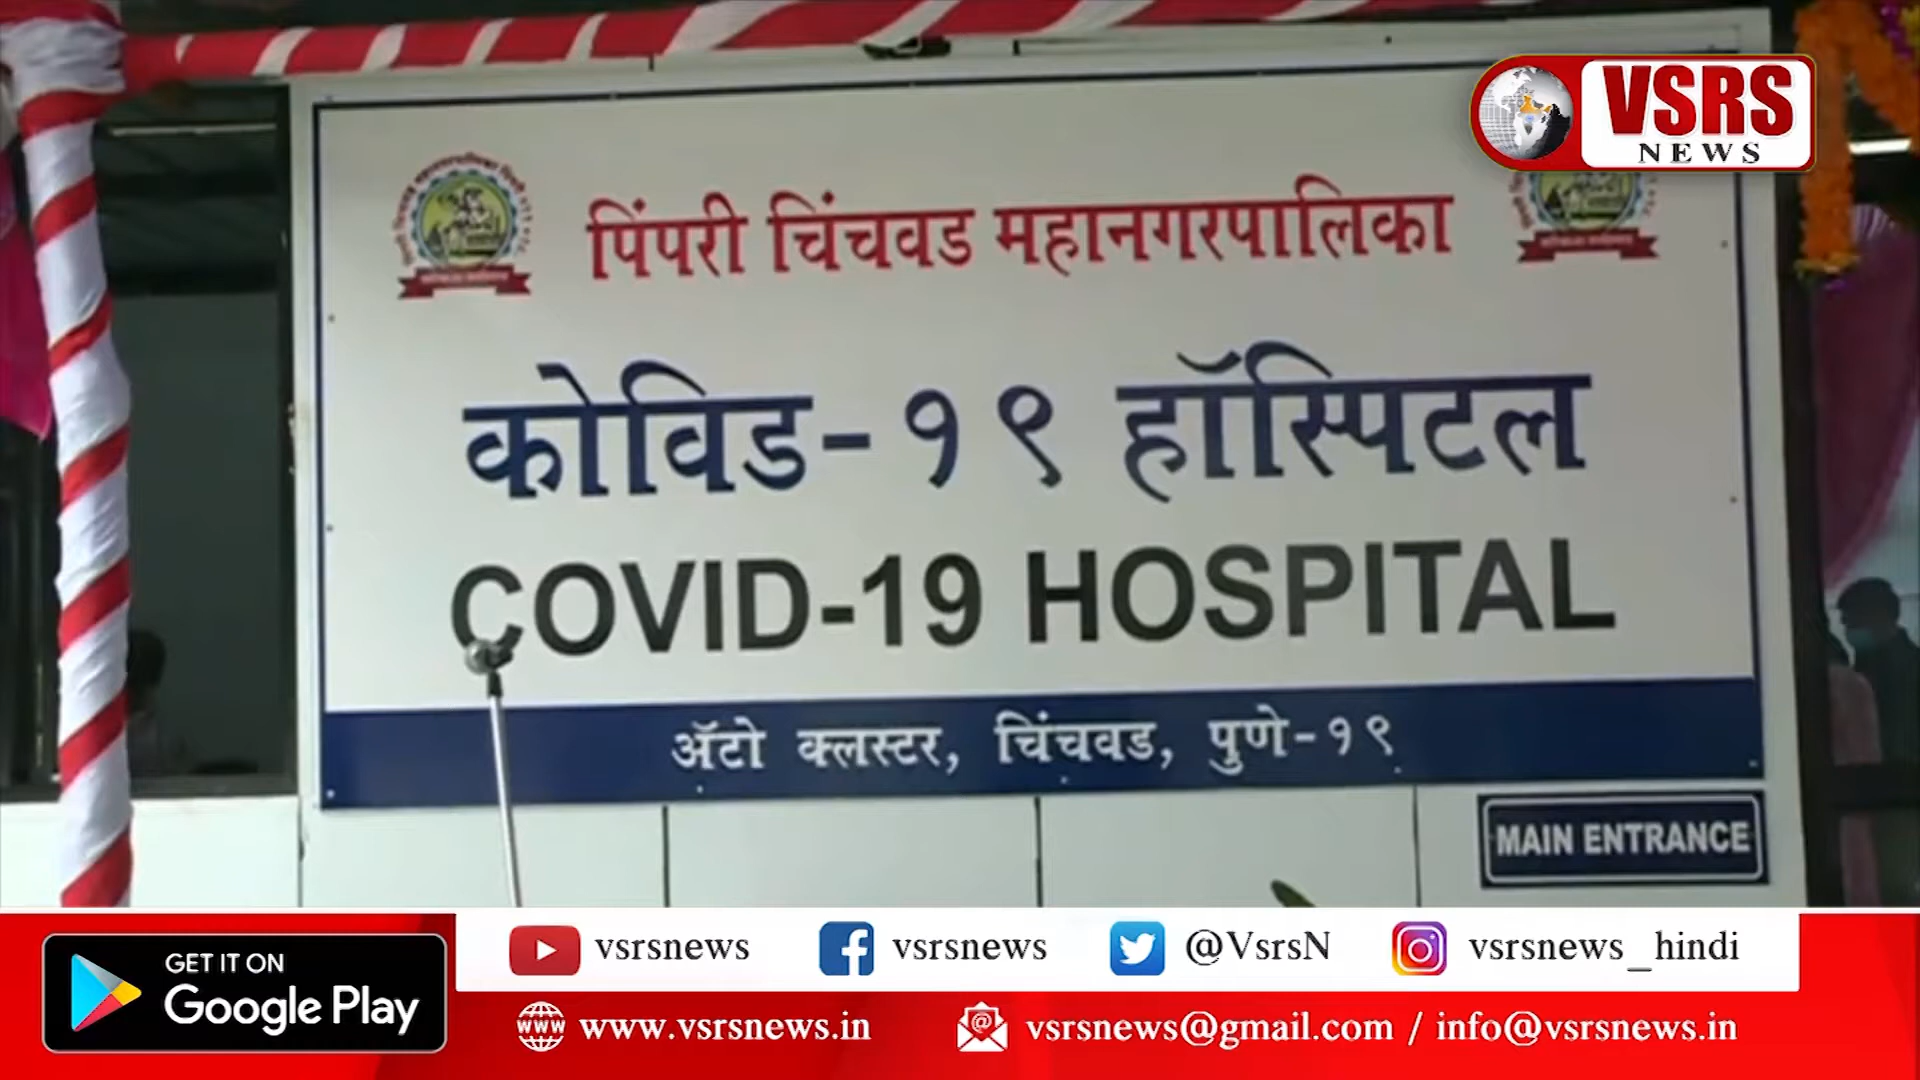 VSRS
NEWS
पिंपरी चिंचवड महानगरपालिका
कोविड-१९ हॉस्पिटल
COVID-19 HOSPITAL
ॲटो क्लस्टर, चिंचवड, पुणे-१९
MAIN ENTRANCE
GET IT ON
Google Play
vsrsnews
vsrsnews
@VsrsN
vsrsnews_hindi
www.vsrsnews.in
vsrsnews@gmail.com / info@vsrsnews.in